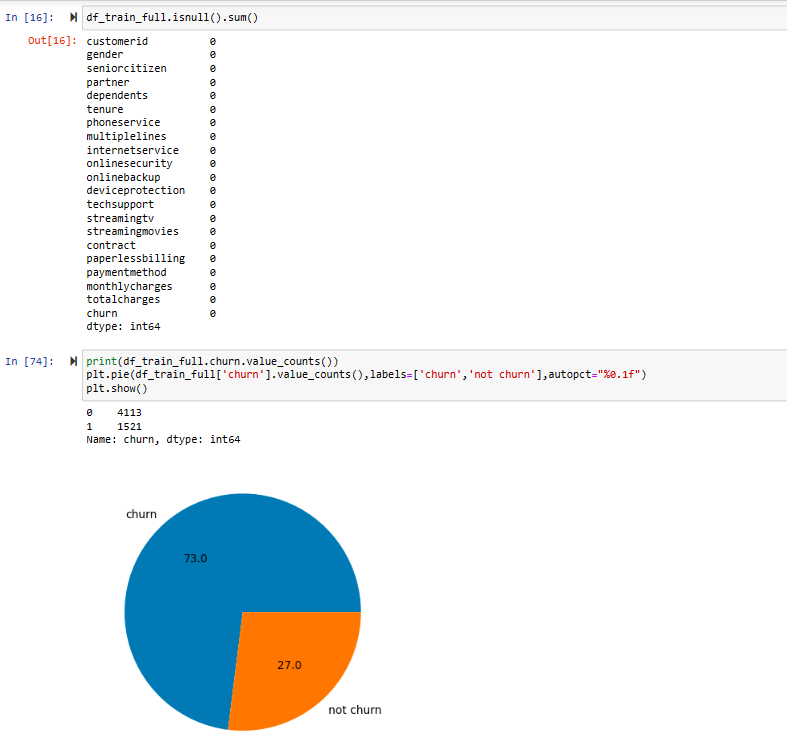 In [16]: df_train_full.isnull().sum()
Out[16]: customerid 0
gender 0
seniorcitizen 0
partner 0
dependents 0
tenure 0
phoneservice 0
multiplelines 0
internetservice 0
onlinesecurity 0
onlinebackup 0
deviceprotection 0
techsupport 0
streamingtv 0
streamingmovies 0
contract 0
paperlessbilling 0
paymentmethod 0
monthlycharges 0
totalcharges 0
churn 0
dtype: int64
In [74]: print(df_train_full.churn.value_counts())
plt.pie(df_train_full['churn'].value_counts(),labels=['churn','not churn'],autopct="%0.1f")
plt.show()
0 4113
1 1521
Name: churn, dtype: int64
churn
73.0
27.0
not churn